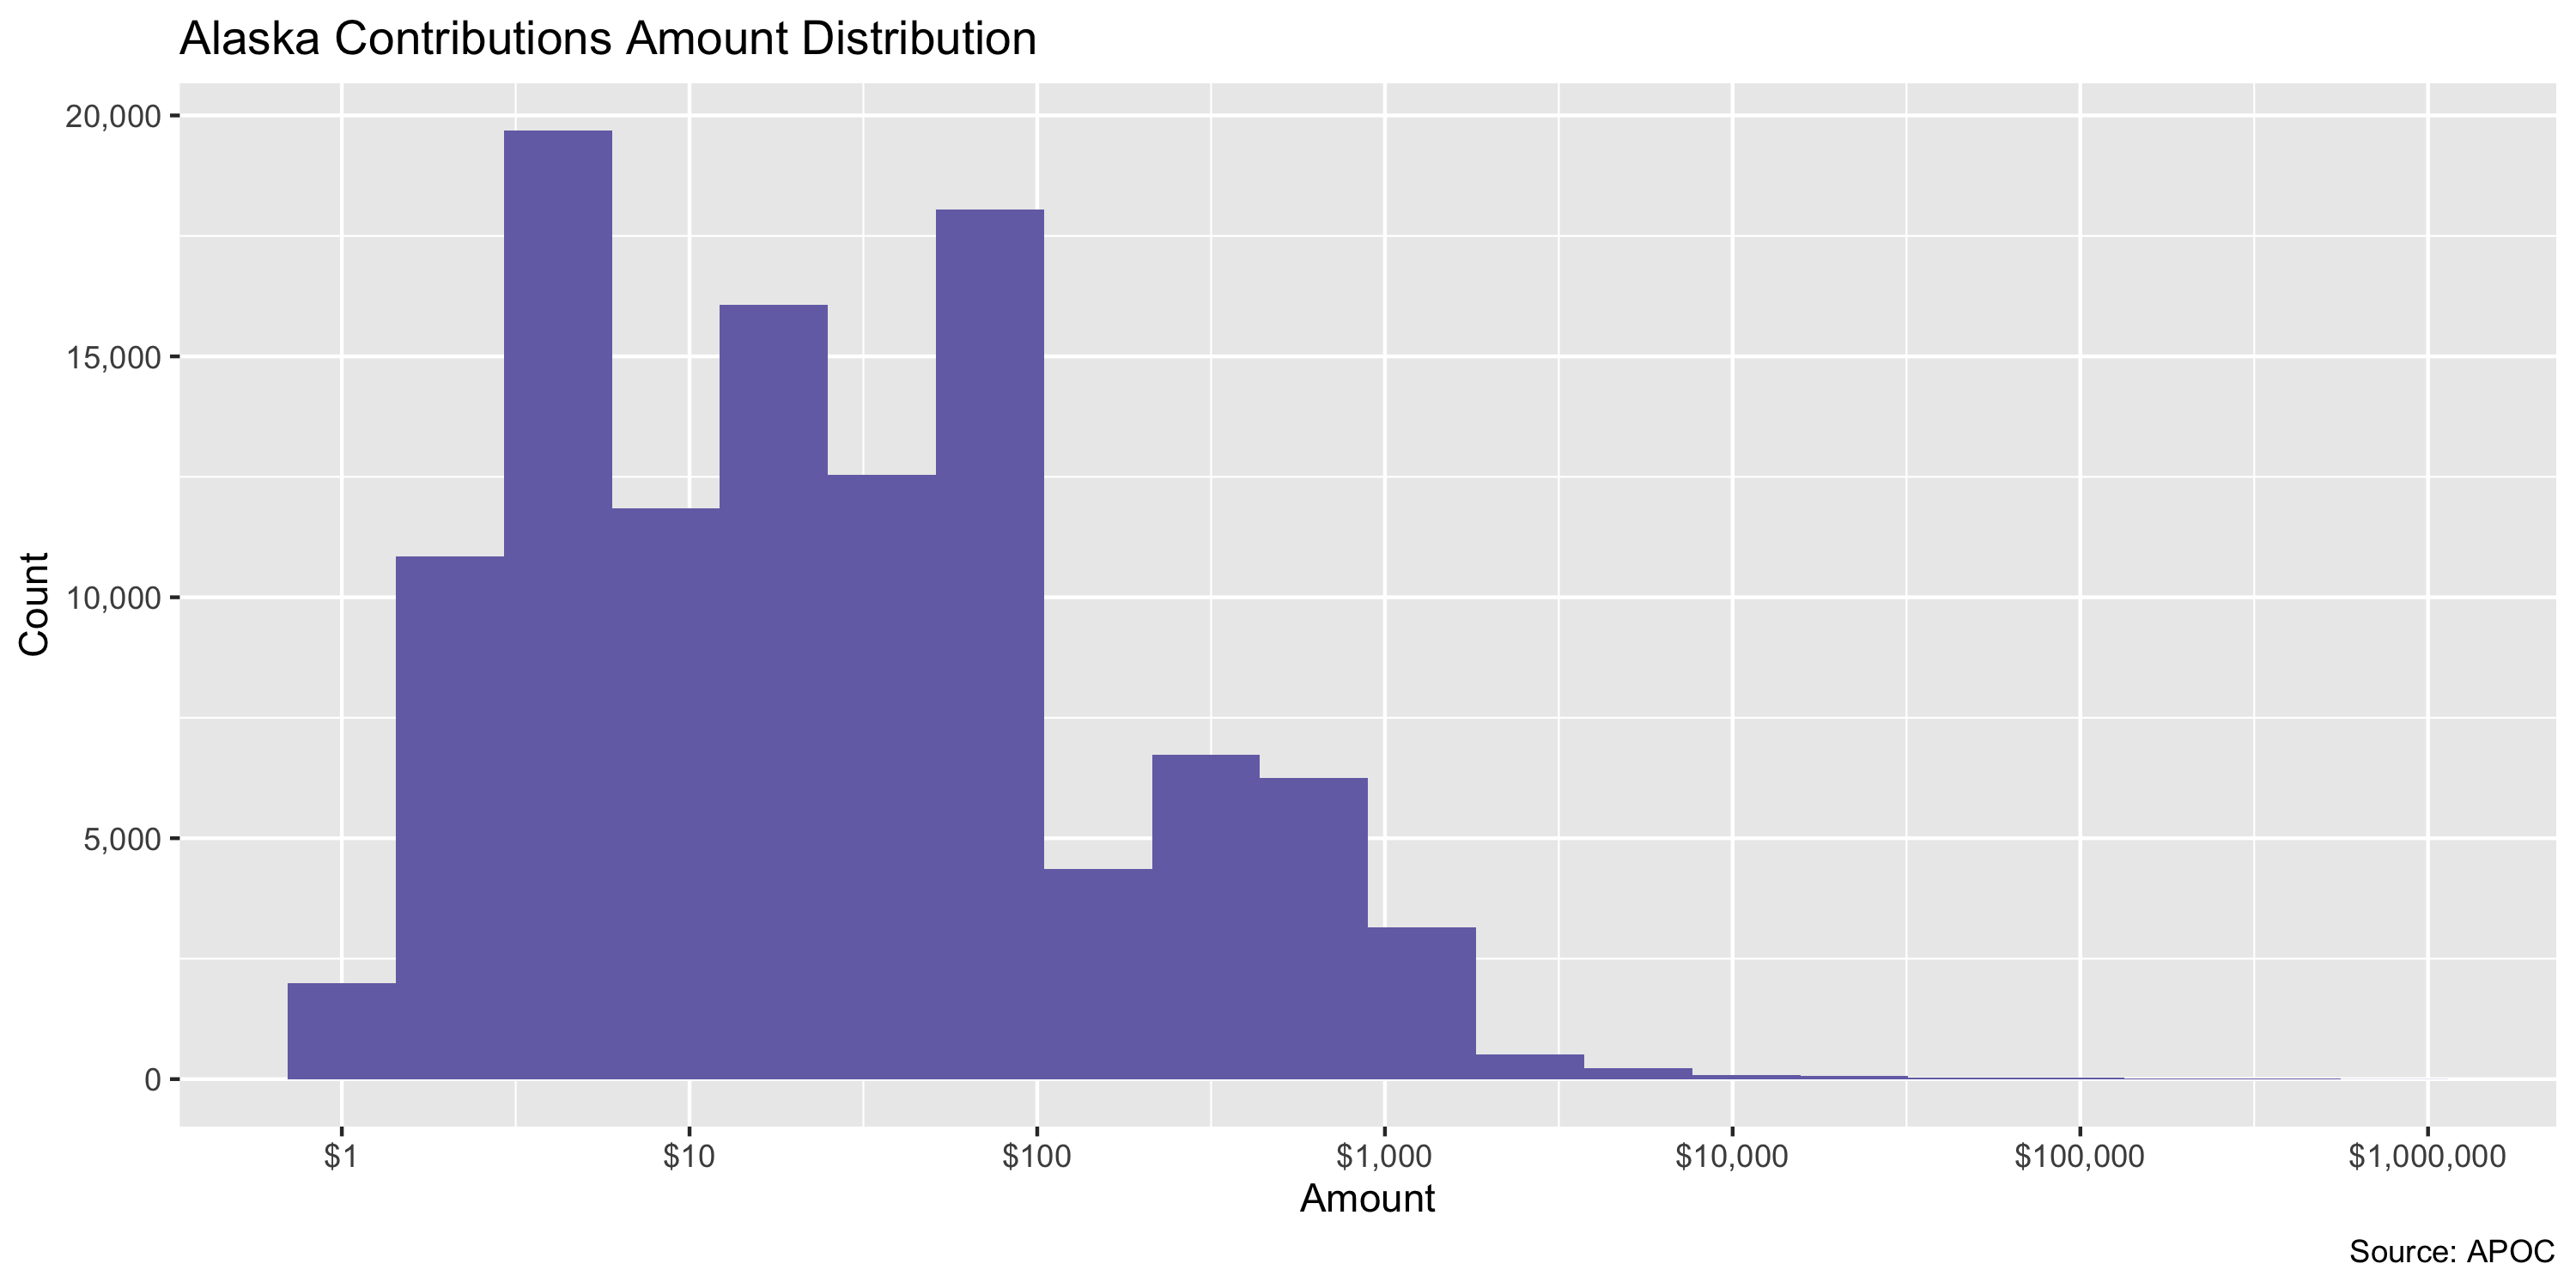 Alaska Contributions Amount Distribution
20,000
15,000
10,000
5,000
0
Count
$1 $10 $100 $1,000 $10,000 $100,000 $1,000,000
Amount
Source: APOC